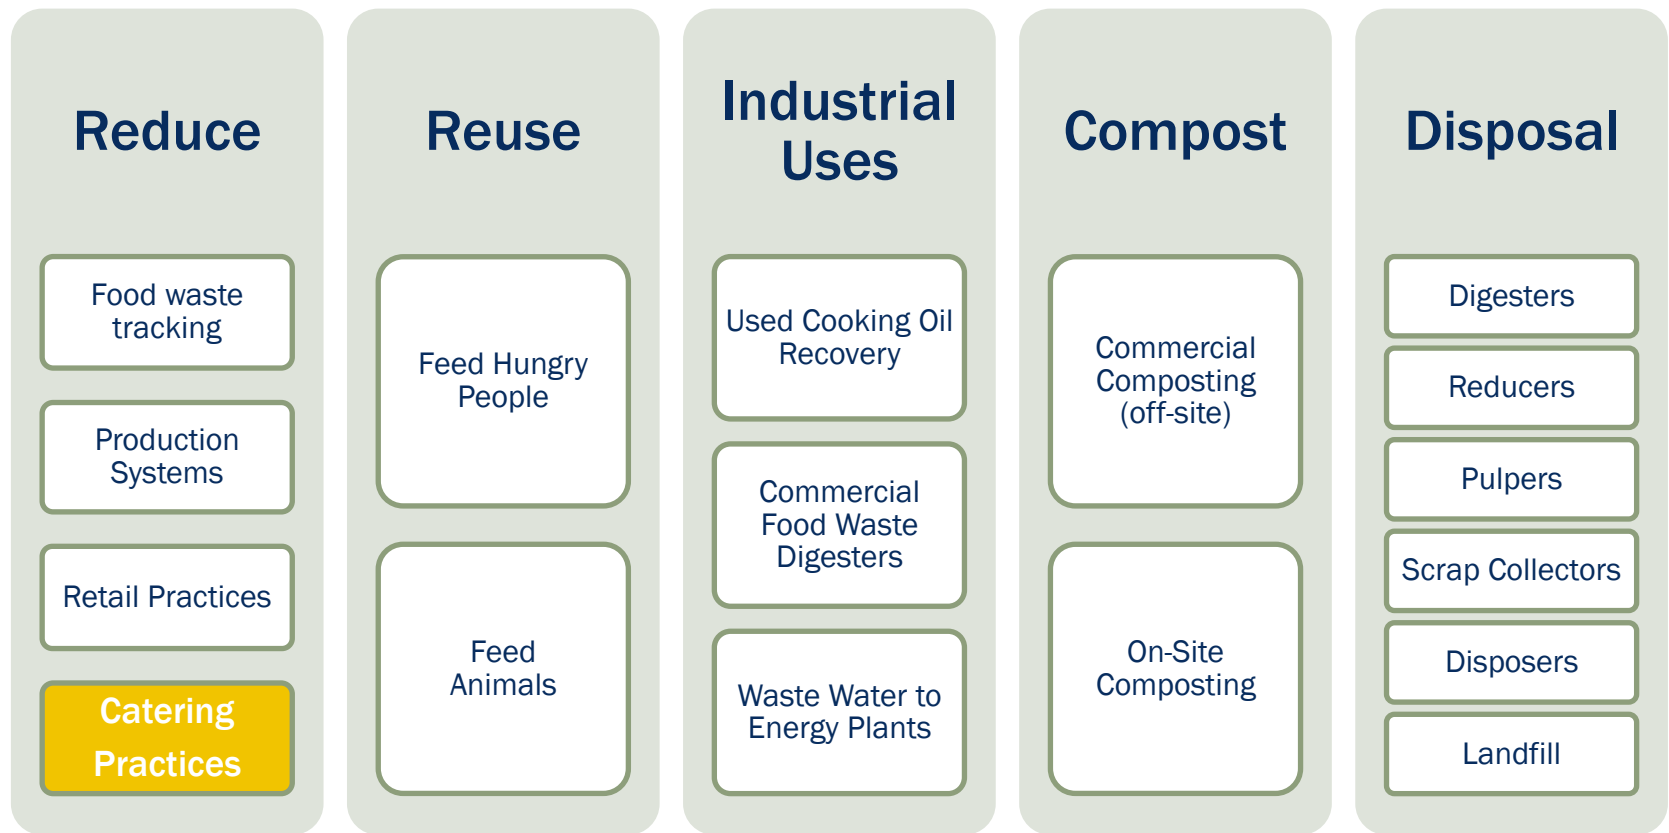 Reduce
Food waste
tracking
Production
Systems
Retail Practices
Catering
Practices
Reuse
Feed Hungry
People
Feed
Animals
Industrial
Uses
Used Cooking Oil
Recovery
Commercial
Food Waste
Digesters
Waste Water to
Energy Plants
Compost
Commercial
Composting
(off-site)
On-Site
Composting
Disposal
Digesters
Reducers
Pulpers
Scrap Collectors
Disposers
Landfill